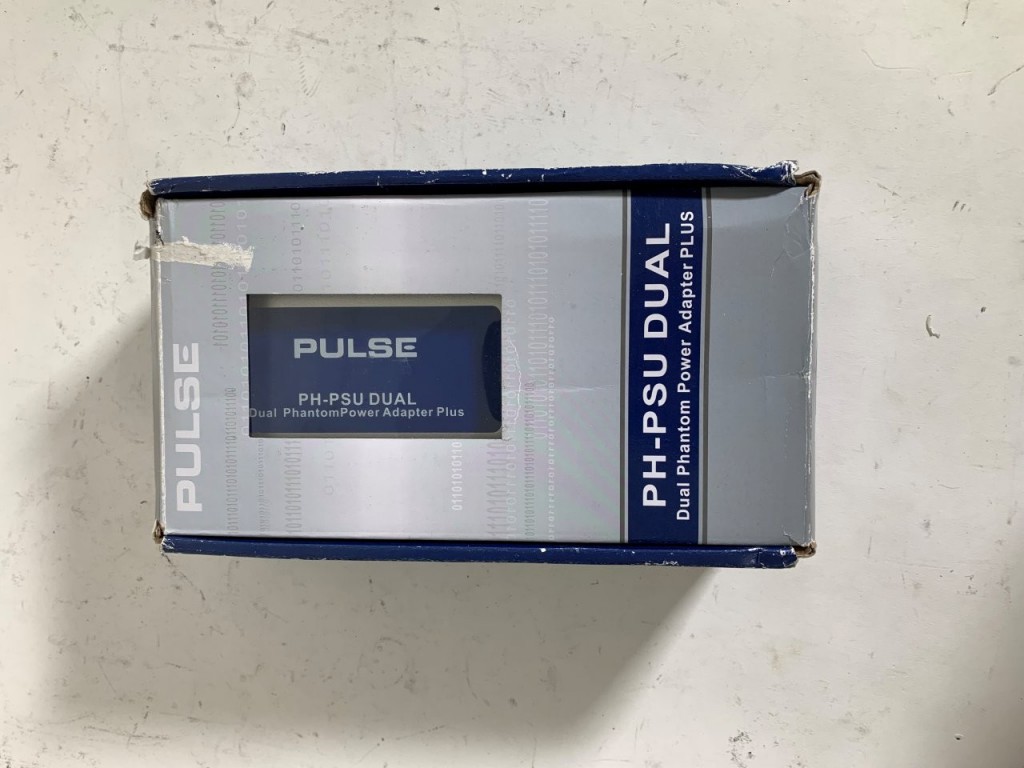 PULSE
PULSE
PH-PSU DUAL
Dual PhantomPower Adapter Plus
PH-PSU DUAL
Dual Phantom Power Adapter PLUS